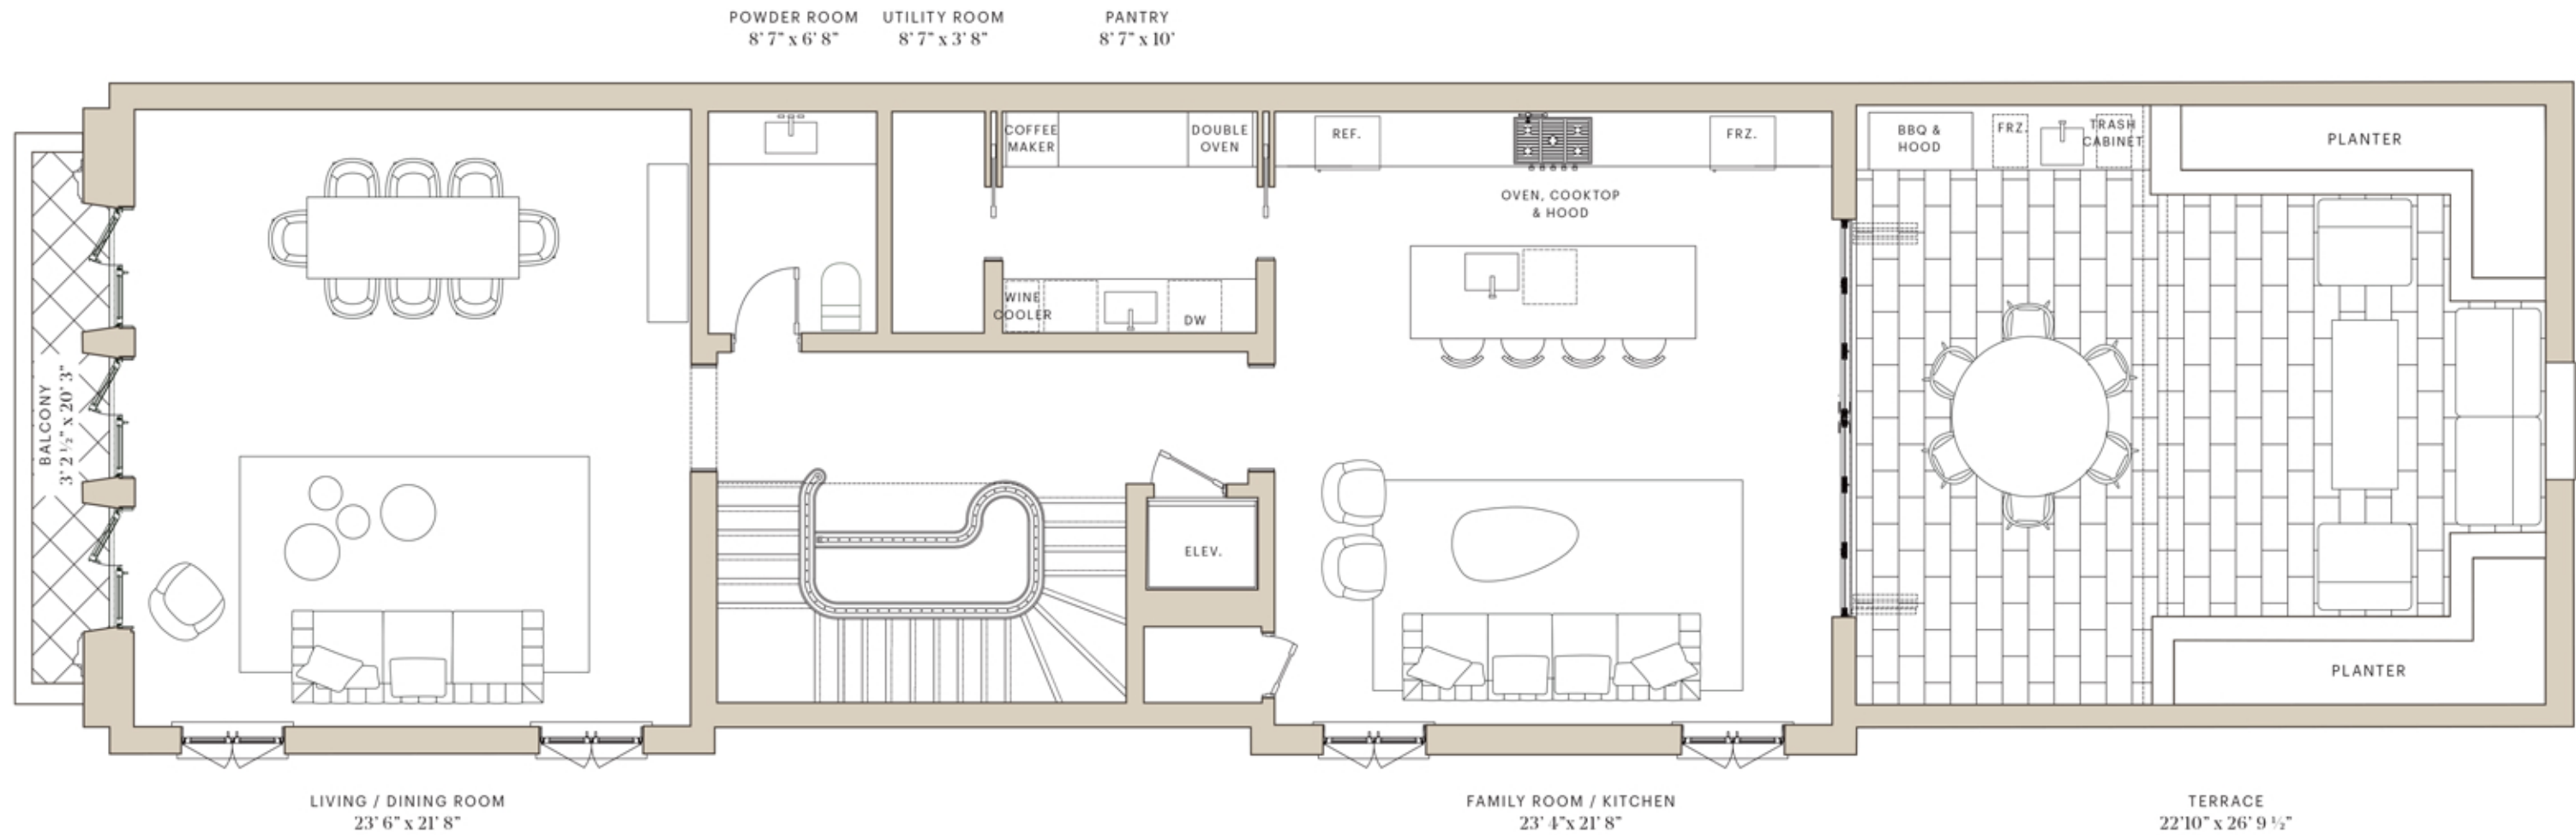 POWDER ROOM
8' 7" x 6' 8"
UTILITY ROOM
8' 7" x 3' 8"
PANTRY
8' 7" x 10'
COFFEE
MAKER
DOUBLE
OVEN
REF.
FRZ.
OVEN, COOKTOP
& HOOD
BBQ &
HOOD
FRZ.
TRASH
CABINET
PLANTER
WINE
COOLER
DW
BALCONY
3' 2 ½" x 20' 3"
ELEV.
PLANTER
LIVING / DINING ROOM
23' 6" x 21' 8"
FAMILY ROOM / KITCHEN
23' 4" x 21' 8"
TERRACE
22'10" x 26' 9 ½"